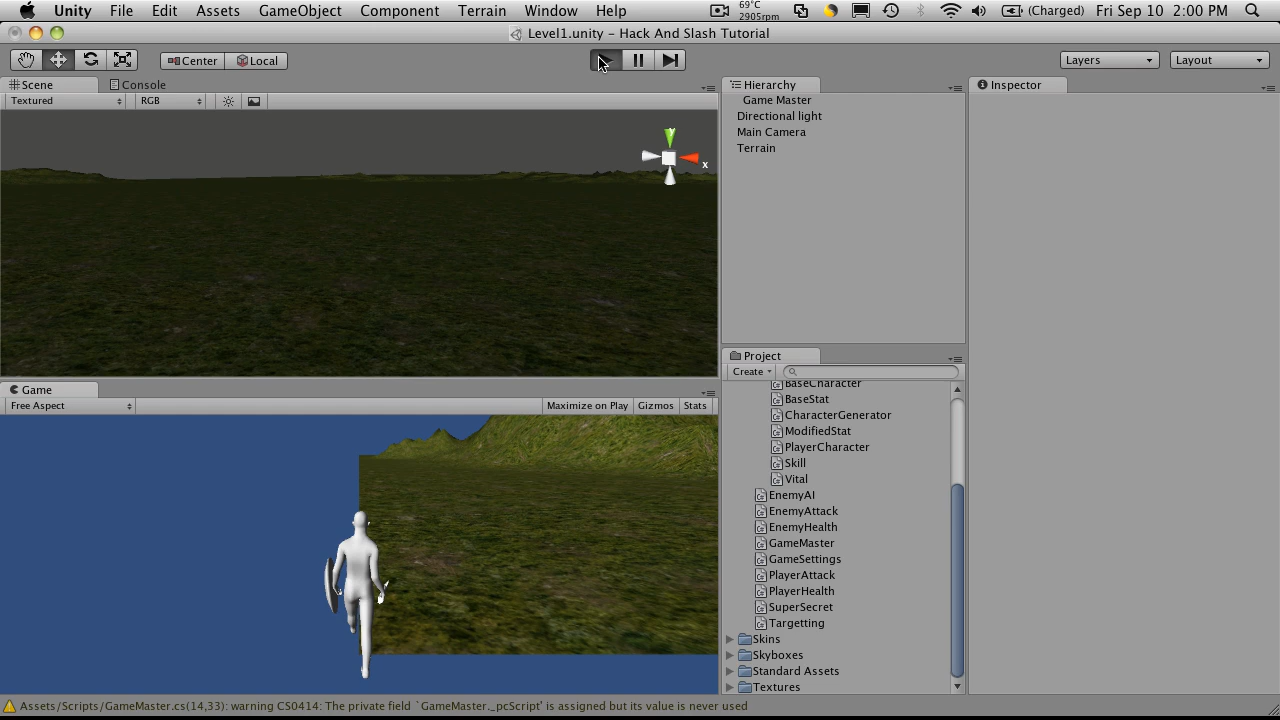 Unity File Edit Assets GameObject Component Terrain Window Help 69°C 2905rpm (Charged) Fri Sep 10 2:00 PM
Level1.unity - Hack And Slash Tutorial
Center Local Layers Layout
Scene Console
Textured RGB
y
x
Hierarchy
Game Master
Directional light
Main Camera
Terrain
Inspector
Game
Free Aspect Maximize on Play Gizmos Stats
Project
Create
BaseCharacter
BaseStat
CharacterGenerator
ModifiedStat
PlayerCharacter
Skill
Vital
EnemyAI
EnemyAttack
EnemyHealth
GameMaster
GameSettings
PlayerAttack
PlayerHealth
SuperSecret
Targetting
Skins
Skyboxes
Standard Assets
Textures
Assets/Scripts/GameMaster.cs(14,33): warning CS0414: The private field `GameMaster._pcScript' is assigned but its value is never used